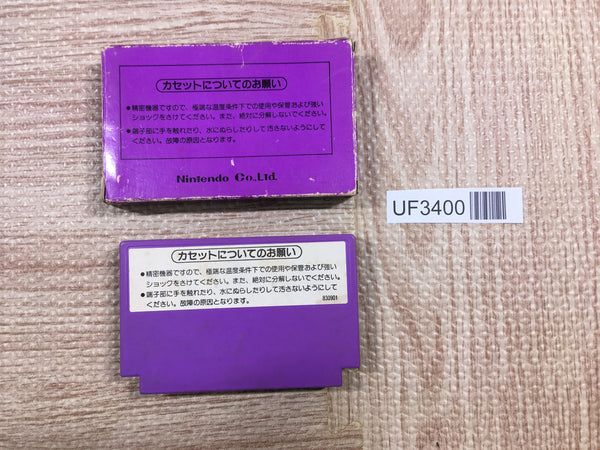 カセットについてのお願い
●精密機器ですので、極端な温度条件下での使用や保管および強い
ショックをさけてください。また、絶対に分解しないでください。
●端子部に手を触れたり、水にぬらしたりして汚さないようにして
ください。故障の原因となります。
Nintendo Co.,Ltd.
UF3400
カセットについてのお願い
●精密機器ですので、極端な温度条件下での使用や保管および強い
ショックをさけてください。また、絶対に分解しないでください。
●端子部に手を触れたり、水にぬらしたりして汚さないようにして
ください。故障の原因となります。
830901